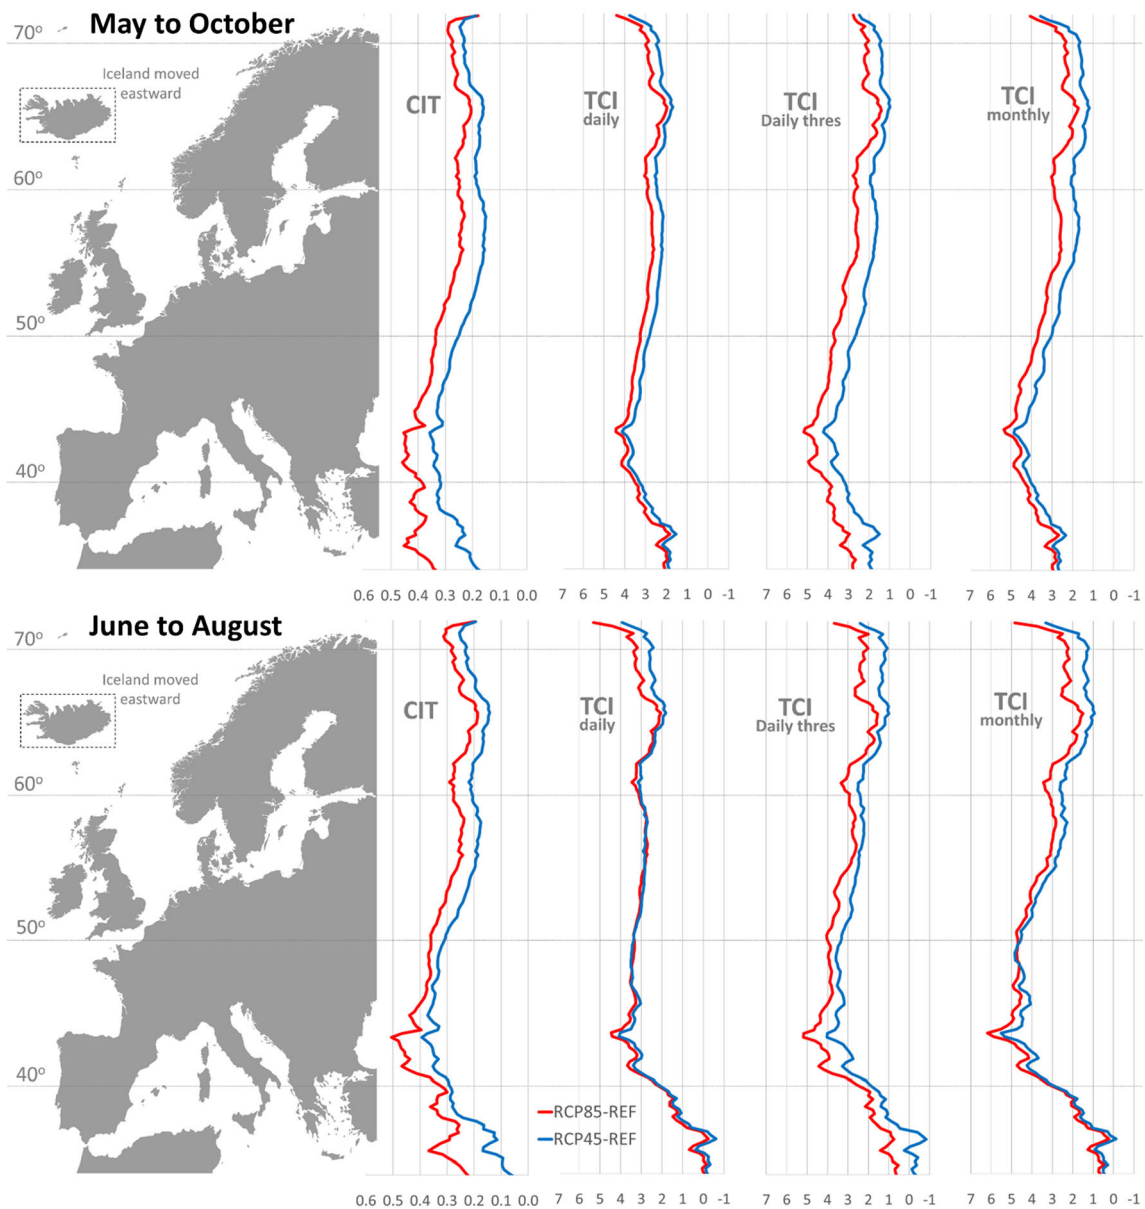 May to October
70°
Iceland moved
eastward
CIT
TCI
daily
TCI
Daily thres
TCI
monthly
60°
50°
40°
0.6 0.5 0.4 0.3 0.2 0.1 0.0
7 6 5 4 3 2 1 0 -1
7 6 5 4 3 2 1 0 -1
7 6 5 4 3 2 1 0 -1
June to August
70°
Iceland moved
eastward
CIT
TCI
daily
TCI
Daily thres
TCI
monthly
60°
50°
40°
RCP85-REF
RCP45-REF
0.6 0.5 0.4 0.3 0.2 0.1 0.0
7 6 5 4 3 2 1 0 -1
7 6 5 4 3 2 1 0 -1
7 6 5 4 3 2 1 0 -1